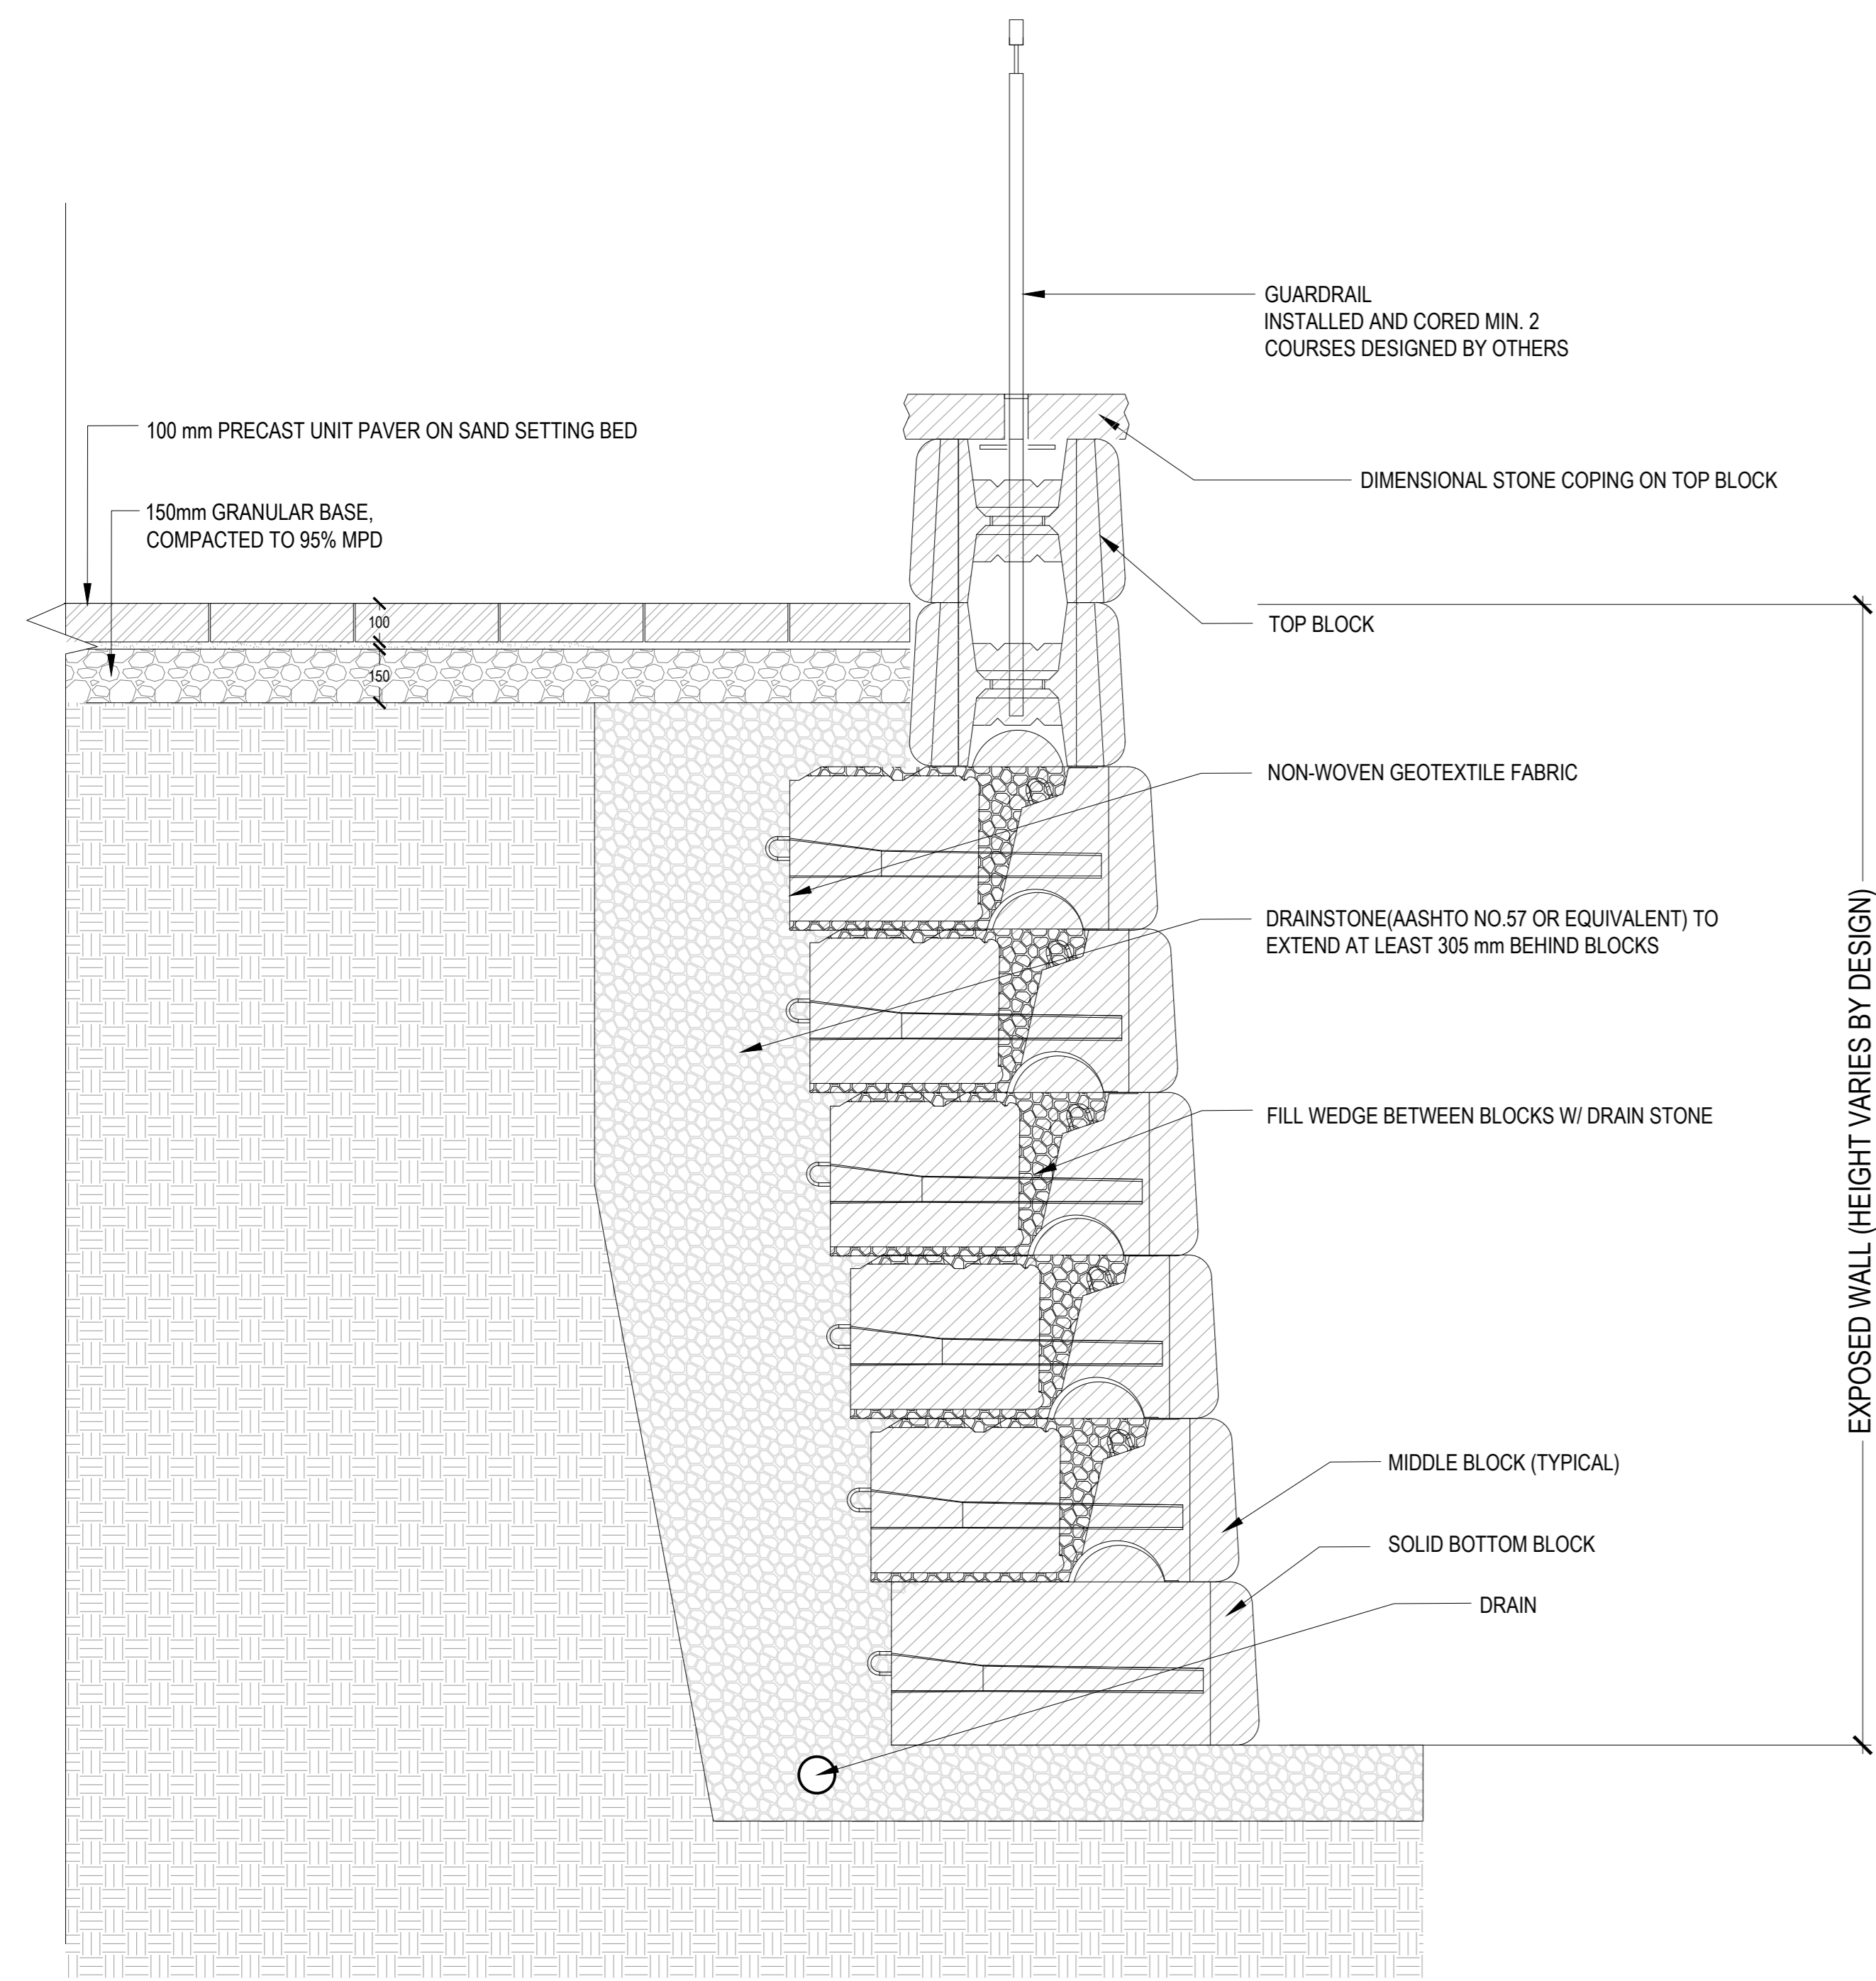 GUARDRAIL
INSTALLED AND CORED MIN. 2
COURSES DESIGNED BY OTHERS
100 mm PRECAST UNIT PAVER ON SAND SETTING BED
DIMENSIONAL STONE COPING ON TOP BLOCK
150mm GRANULAR BASE,
COMPACTED TO 95% MPD
100
TOP BLOCK
150
NON-WOVEN GEOTEXTILE FABRIC
DRAINSTONE(AASHTO NO.57 OR EQUIVALENT) TO
EXTEND AT LEAST 305 mm BEHIND BLOCKS
FILL WEDGE BETWEEN BLOCKS W/ DRAIN STONE
EXPOSED WALL (HEIGHT VARIES BY DESIGN)
MIDDLE BLOCK (TYPICAL)
SOLID BOTTOM BLOCK
DRAIN